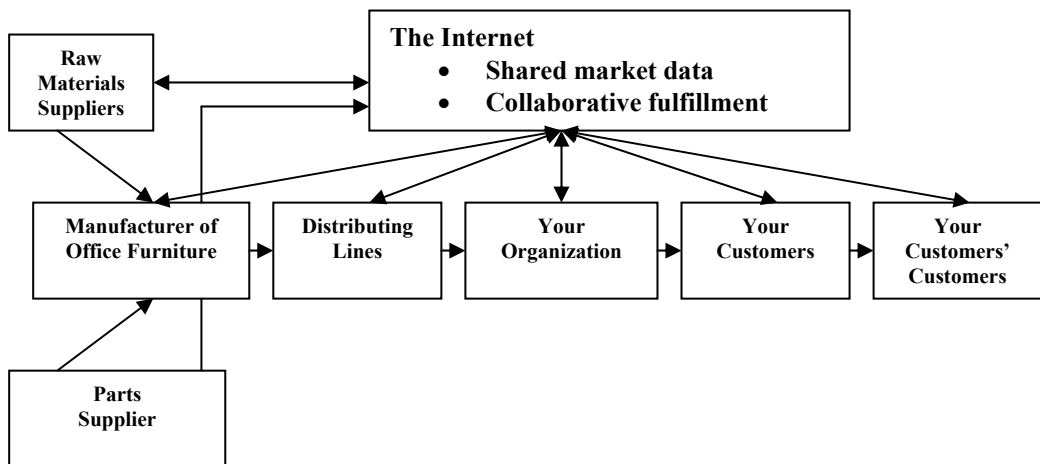 Raw
Materials
Suppliers
The Internet
• Shared market data
• Collaborative fulfillment
Manufacturer of
Office Furniture
Distributing
Lines
Your
Organization
Your
Customers
Your
Customers’
Customers
Parts
Supplier